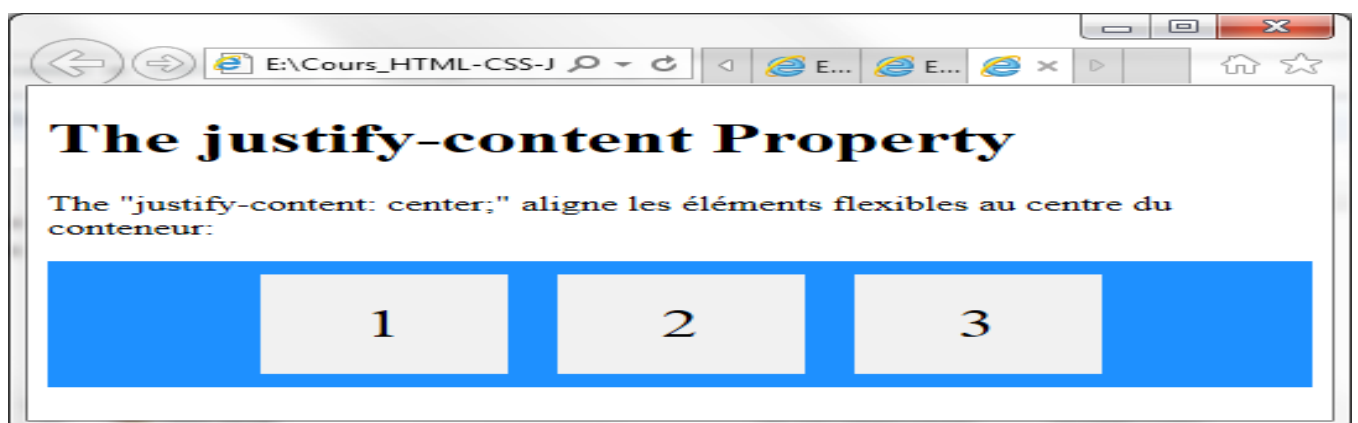 E:\Cours_HTML-CSS-J
E...
E...
The justify-content Property
The "justify-content: center;" aligne les éléments flexibles au centre du
conteneur:
1 2 3